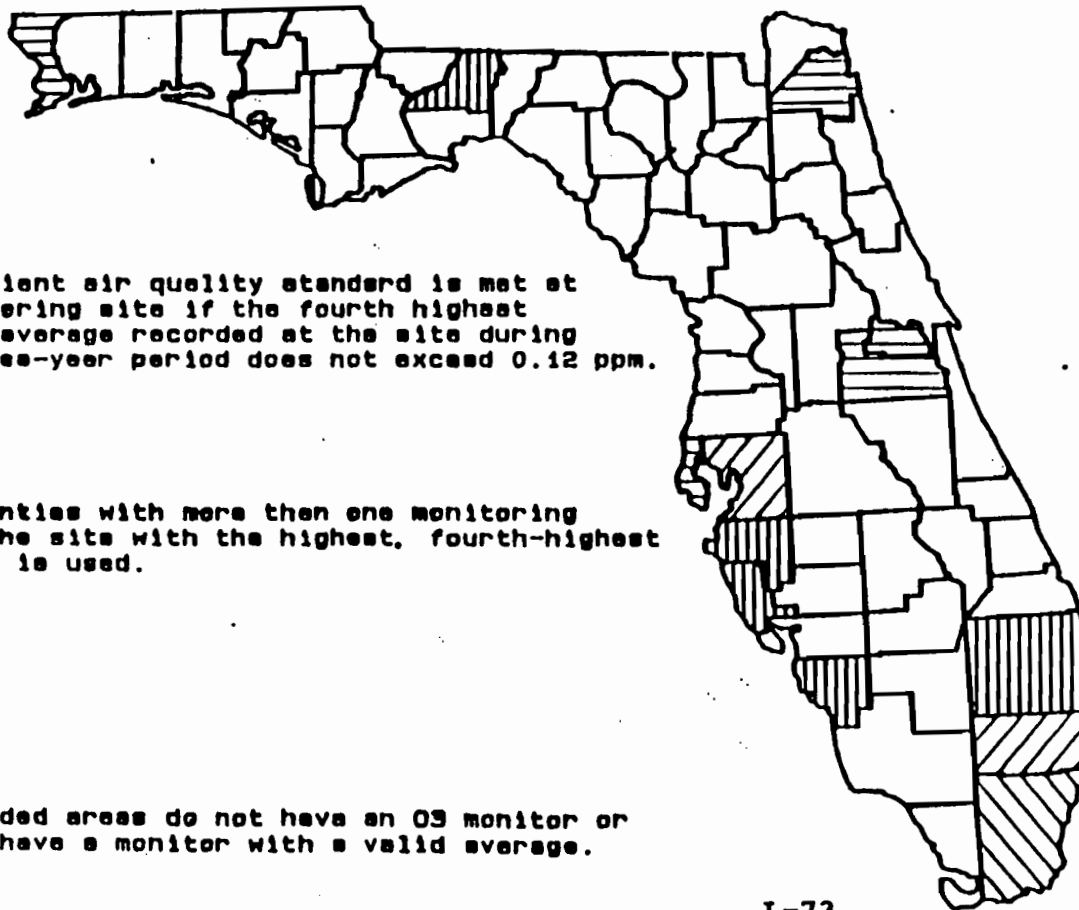 ient air quality standard is met at
ering site if the fourth highest
average recorded at the site during
ee-year period does not exceed 0.12 ppm.
nties with more than one monitoring
he site with the highest, fourth-highest
is used.
ded areas do not have an O3 monitor or
have a monitor with a valid average.
I-73